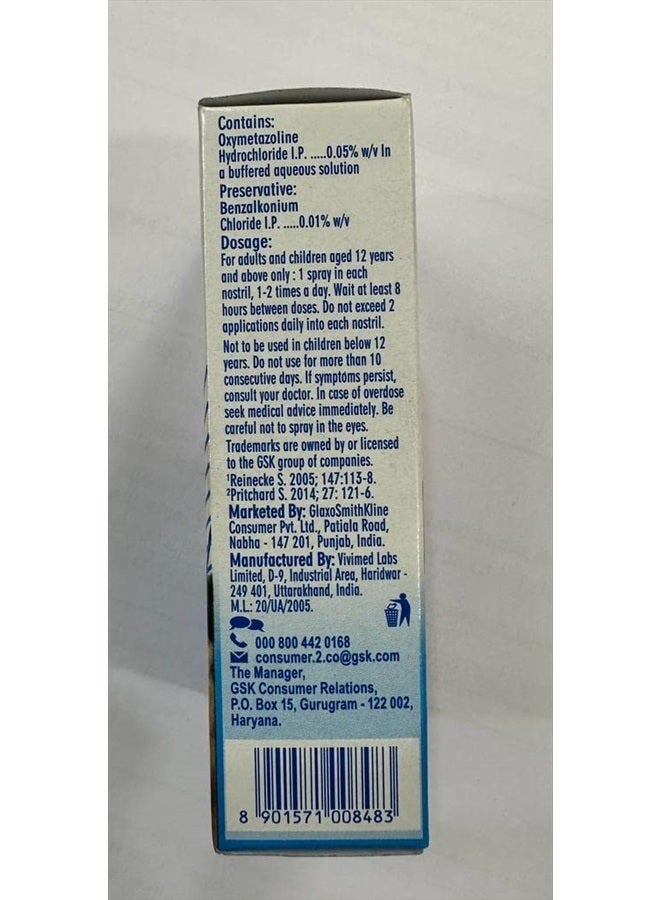 Contains:
Oxymetazoline
Hydrochloride I.P. .....0.05% w/v In
a buffered aqueous solution
Preservative:
Benzalkonium
Chloride I.P. .....0.01% w/v
Dosage:
For adults and children aged 12 years
and above only : 1 spray in each
nostril, 1-2 times a day. Wait at least 8
hours between doses. Do not exceed 2
applications daily into each nostril.
Not to be used in children below 12
years. Do not use for more than 10
consecutive days. If symptoms persist,
consult your doctor. In case of overdose
seek medical advice immediately. Be
careful not to spray in the eyes.
Trademarks are owned by or licensed
to the GSK group of companies.
¹Reinecke S. 2005; 147:113-8.
²Pritchard S. 2014; 27: 121-6.
Marketed By: GlaxoSmithKline
Consumer Pvt. Ltd., Patiala Road,
Nabha - 147 201, Punjab, India.
Manufactured By: Vivimed Labs
Limited, D-9, Industrial Area, Haridwar -
249 401, Uttarakhand, India.
M.L.: 20/UA/2005.
000 800 442 0168
consumer.2.co@gsk.com
The Manager,
GSK Consumer Relations,
P.O. Box 15, Gurugram - 122 002,
Haryana.
8 901571 008483